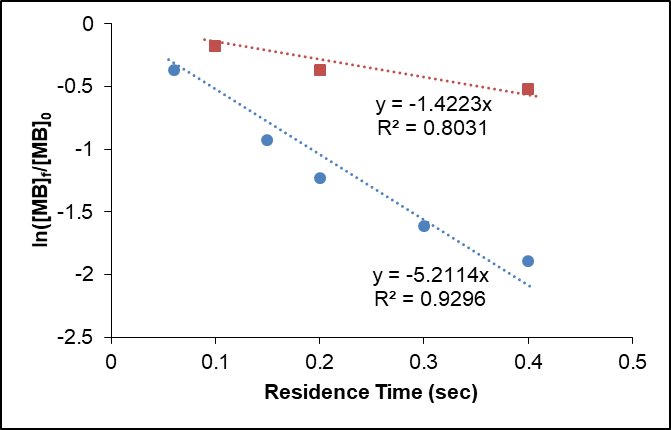 0
-0.5
-1
-1.5
-2
-2.5
ln([MB]f/[MB]0
y = -1.4223x
R² = 0.8031
y = -5.2114x
R² = 0.9296
0 0.1 0.2 0.3 0.4 0.5
Residence Time (sec)